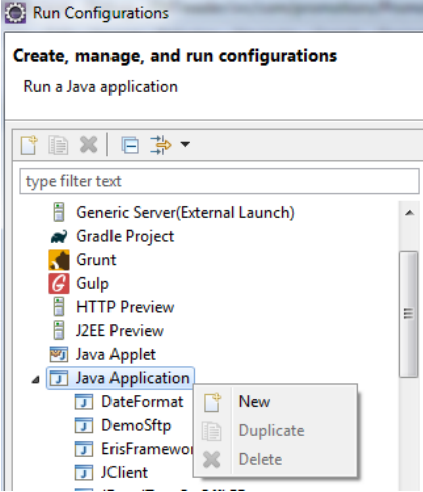 Run Configurations
Create, manage, and run configurations
Run a Java application
type filter text
Generic Server(External Launch)
Gradle Project
Grunt
Gulp
HTTP Preview
J2EE Preview
Java Applet
Java Application
DateFormat
New
DemoSftp
Duplicate
ErisFramewo
Delete
JClient